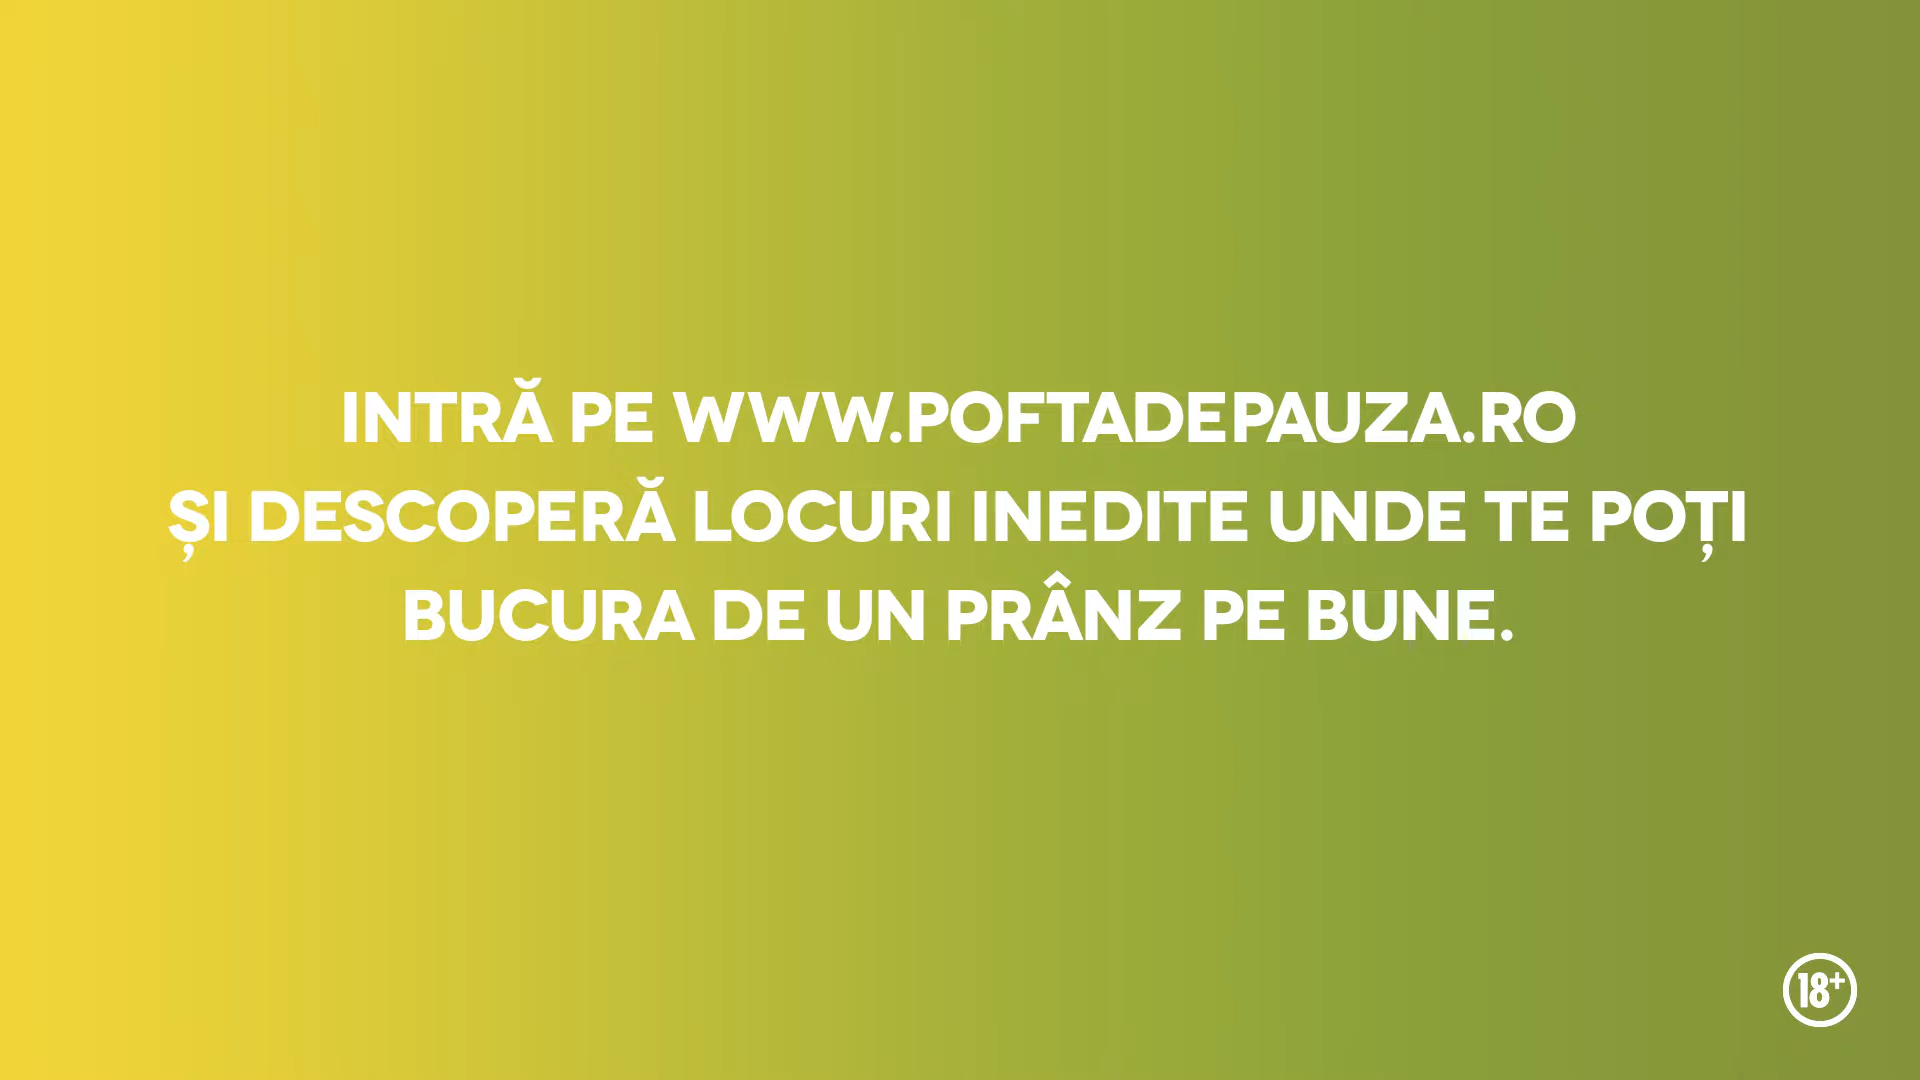 INTRĂ PE WWW.POFTADEPAUZA.RO
ȘI DESCOPERĂ LOCURI INEDITE UNDE TE POȚI
BUCURA DE UN PRÂNZ PE BUNE.
18+